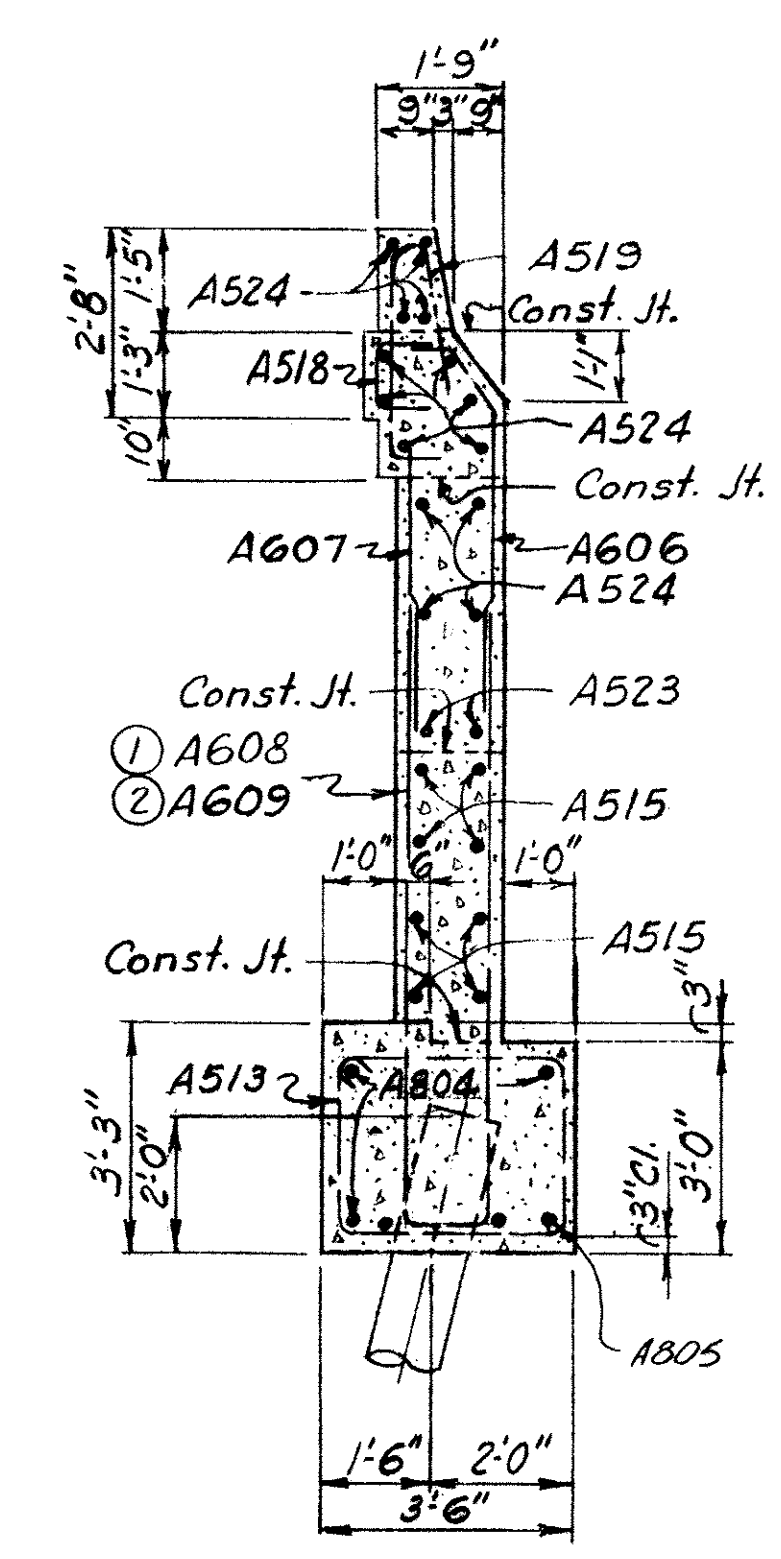 1'-9"
9" 3" 9"
2'-8"
1'-5"
A524
A519
Const. Jt.
1'-3"
A518
1'-1"
10"
A524
Const. Jt.
A607
A606
A524
Const. Jt.
A523
1 A608
2 A609
A515
1'-0"
6"
1'-0"
Const. Jt.
A515
3"
A513
A804
3'-3"
2'-0"
3" Cl.
3'-0"
A805
1'-6"
2'-0"
3'-6"